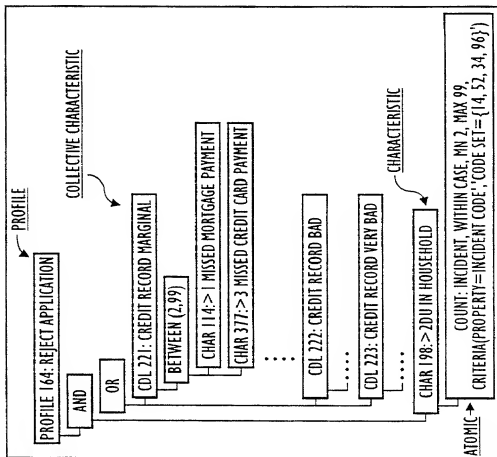 PROFILE
PROFILE 164: REJECT APPLICATION
AND
OR
COLLECTIVE CHARACTERISTIC
CDL 221: CREDIT RECORD MARGINAL
BETWEEN (2,99)
CHAR 114:> 1 MISSED MORTGAGE PAYMENT
CHAR 377:> 3 MISSED CREDIT CARD PAYMENT
CDL 222: CREDIT RECORD BAD
CDL 223: CREDIT RECORD VERY BAD
CHARACTERISTIC
CHAR 198:> 2DU IN HOUSEHOLD
COUNT: INCIDENT, WITHIN CASE, MN 2, MAX 99,
CRITERIA(PROPERTY='INCIDENT CODE','CODE SET={14, 52, 34, 96}')
ATOMIC